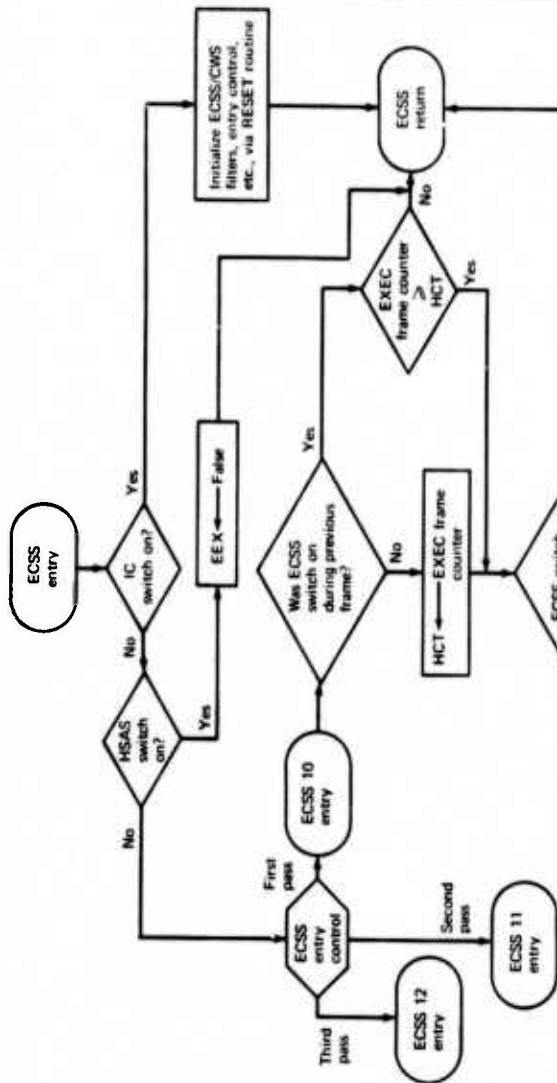 ECSS
entry
IC
switch on?
Yes
No
Initialize ECSS/CWS
filters, entry control,
etc., via RESET routine
HSAS
switch
on?
Yes
No
EEX ← False
ECSS
return
ECSS
entry
control
First
pass
Second
pass
Third
pass
ECSS 10
entry
ECSS 11
entry
ECSS 12
entry
Was ECSS
switch on
during previous
frame?
Yes
No
EXEC
frame counter
⩾
HCT
No
Yes
HCT ← EXEC frame
counter